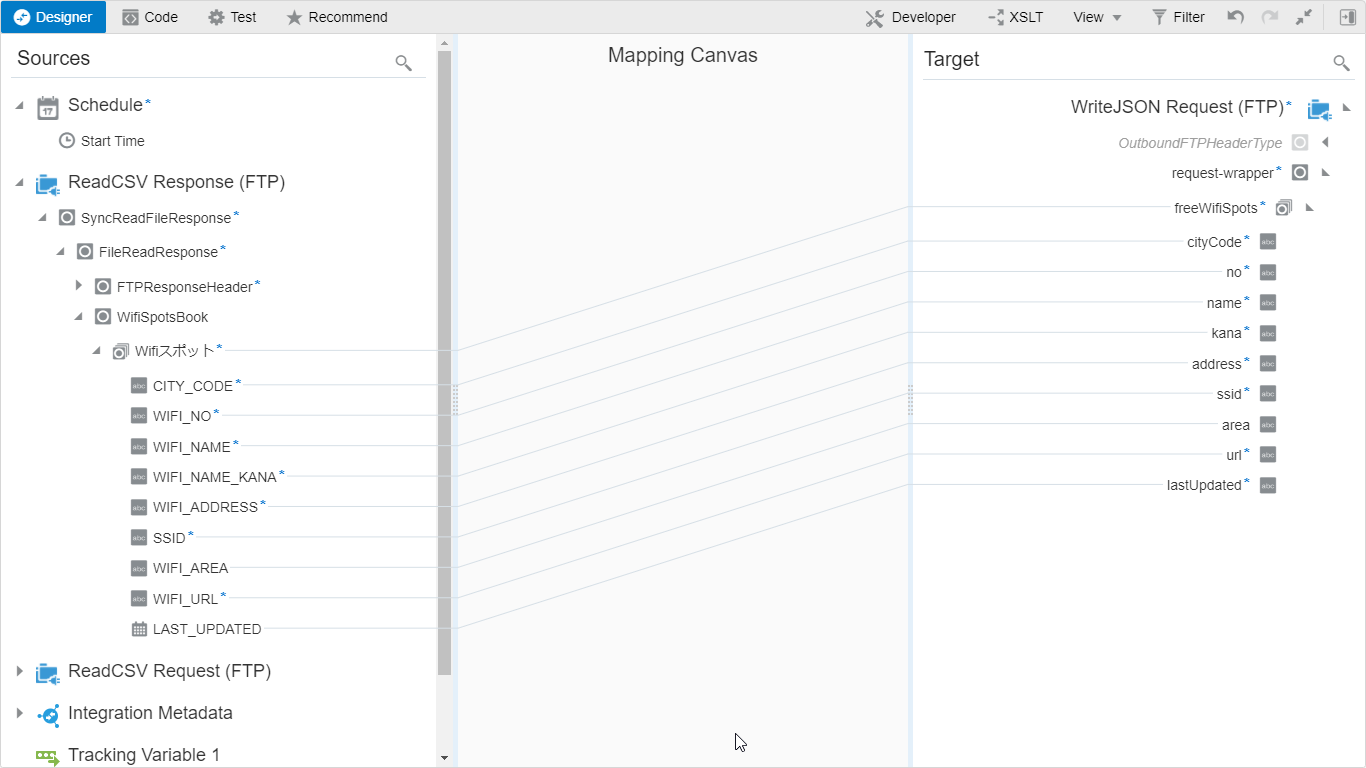 Designer Code Test Recommend Developer XSLT View Filter
Sources
Mapping Canvas
Target
17 Schedule*
Start Time
ReadCSV Response (FTP)
SyncReadFileResponse*
FileReadResponse*
FTPResponseHeader*
WifiSpotsBook
Wifiスポット*
abc CITY_CODE*
abc WIFI_NO*
abc WIFI_NAME*
abc WIFI_NAME_KANA*
abc WIFI_ADDRESS*
abc SSID*
abc WIFI_AREA
abc WIFI_URL*
LAST_UPDATED
ReadCSV Request (FTP)
Integration Metadata
Tracking Variable 1
WriteJSON Request (FTP)*
OutboundFTPHeaderType
request-wrapper*
freeWifiSpots*
cityCode* abc
no* abc
name* abc
kana* abc
address* abc
ssid* abc
area abc
url* abc
lastUpdated* abc